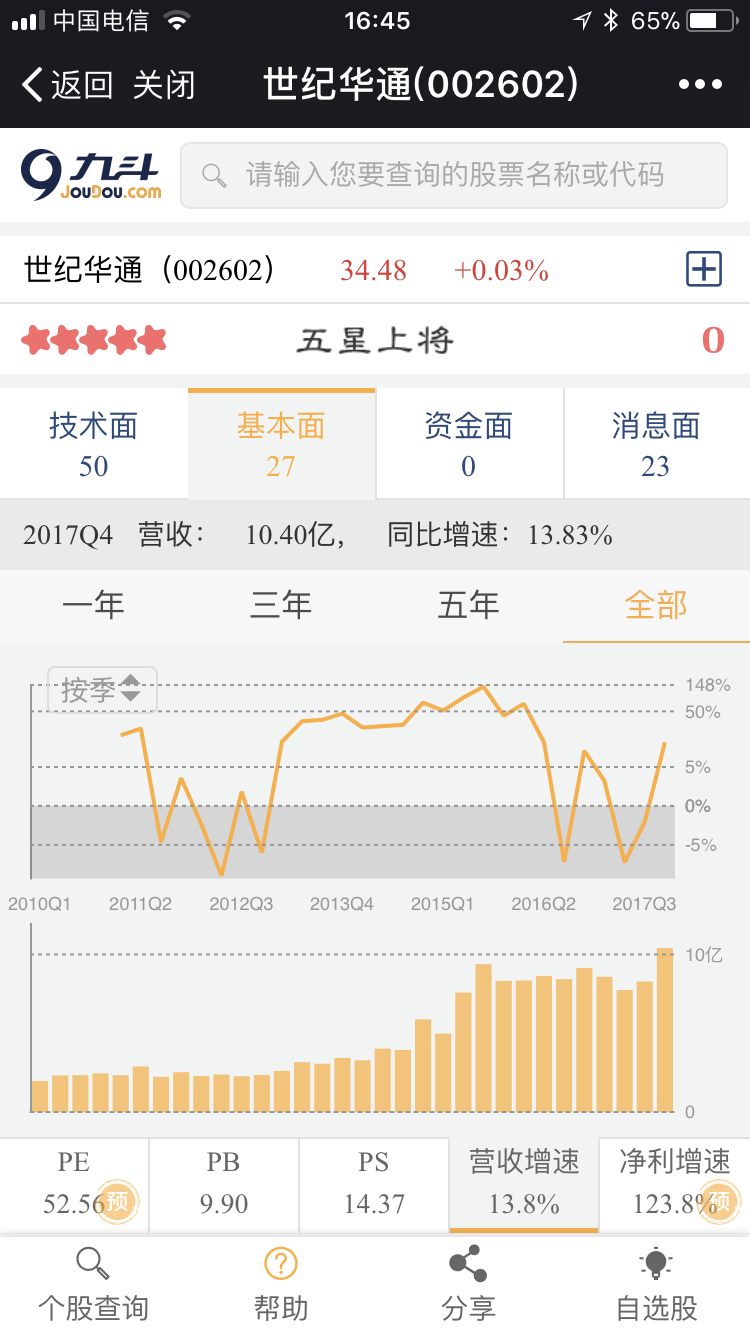 中国电信 16:45 65%
返回 关闭 世纪华通(002602)
九斗 JouDou.com 请输入您要查询的股票名称或代码
世纪华通（002602） 34.48 +0.03%
五星上将 0
技术面 基本面 资金面 消息面
50 27 0 23
2017Q4 营收： 10.40亿， 同比增速：13.83%
一年 三年 五年 全部
按季 148%
50%
5%
0%
-5%
2010Q1 2011Q2 2012Q3 2013Q4 2015Q1 2016Q2 2017Q3
10亿
0
PE PB PS 营收增速 净利增速
52.56 预 9.90 14.37 13.8% 123.8% 预
个股查询 帮助 分享 自选股